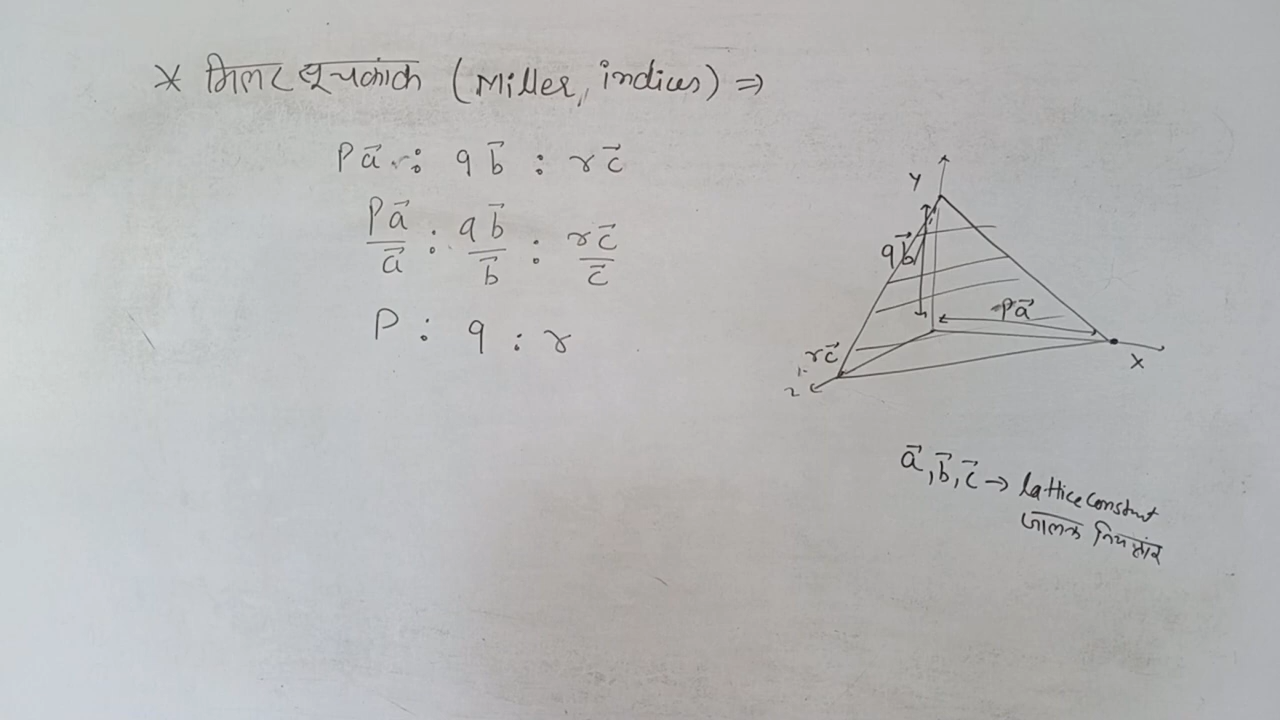 * मिलर सूचकांक (Miller, indices) ⇒
Pa⃗ : qb⃗ : rc⃗
Pa⃗/a⃗ : qb⃗/b⃗ : rc⃗/c⃗
P : q : r
Y
qb⃗
Pa⃗
rc⃗
X
a⃗, b⃗, c⃗ → lattice constant
जालक नियतांक